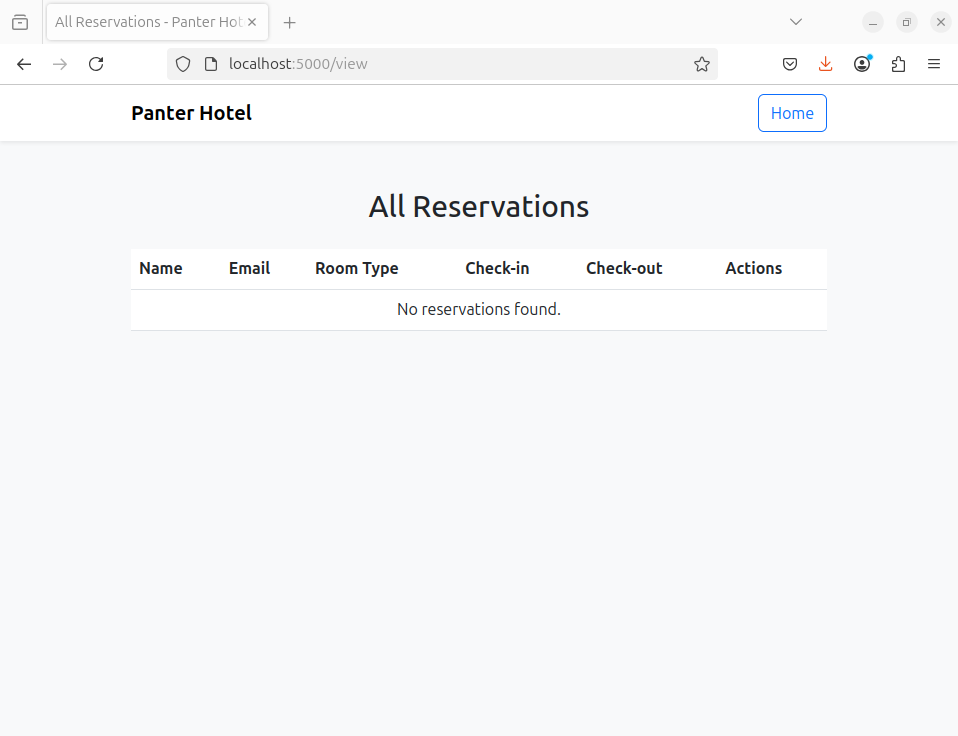 All Reservations - Panter Hot
localhost:5000/view
Panter Hotel
Home
All Reservations
Name Email Room Type Check-in Check-out Actions
No reservations found.